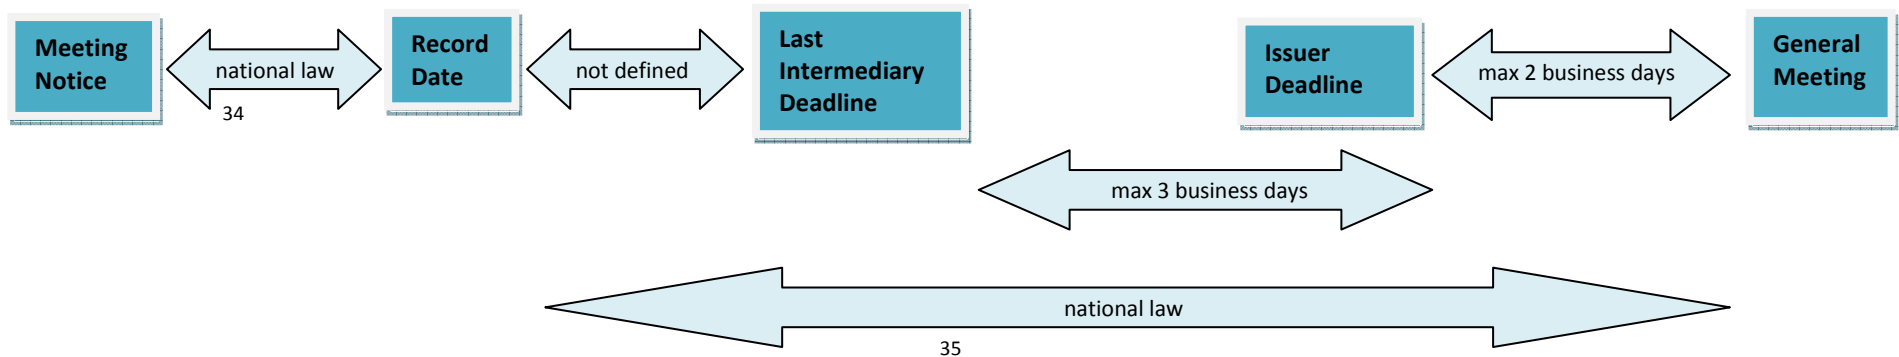 Meeting
Notice
national law
34
Record
Date
not defined
Last
Intermediary
Deadline
Issuer
Deadline
max 2 business days
General
Meeting
max 3 business days
national law
35